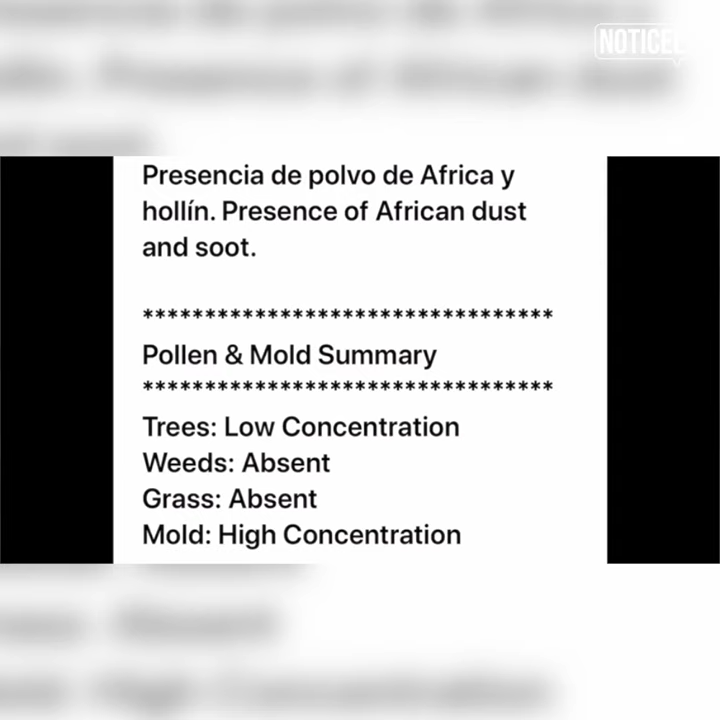 NOTICEL
Presencia de polvo de Africa y
hollín. Presence of African dust
and soot.
*********************************
Pollen & Mold Summary
*********************************
Trees: Low Concentration
Weeds: Absent
Grass: Absent
Mold: High Concentration